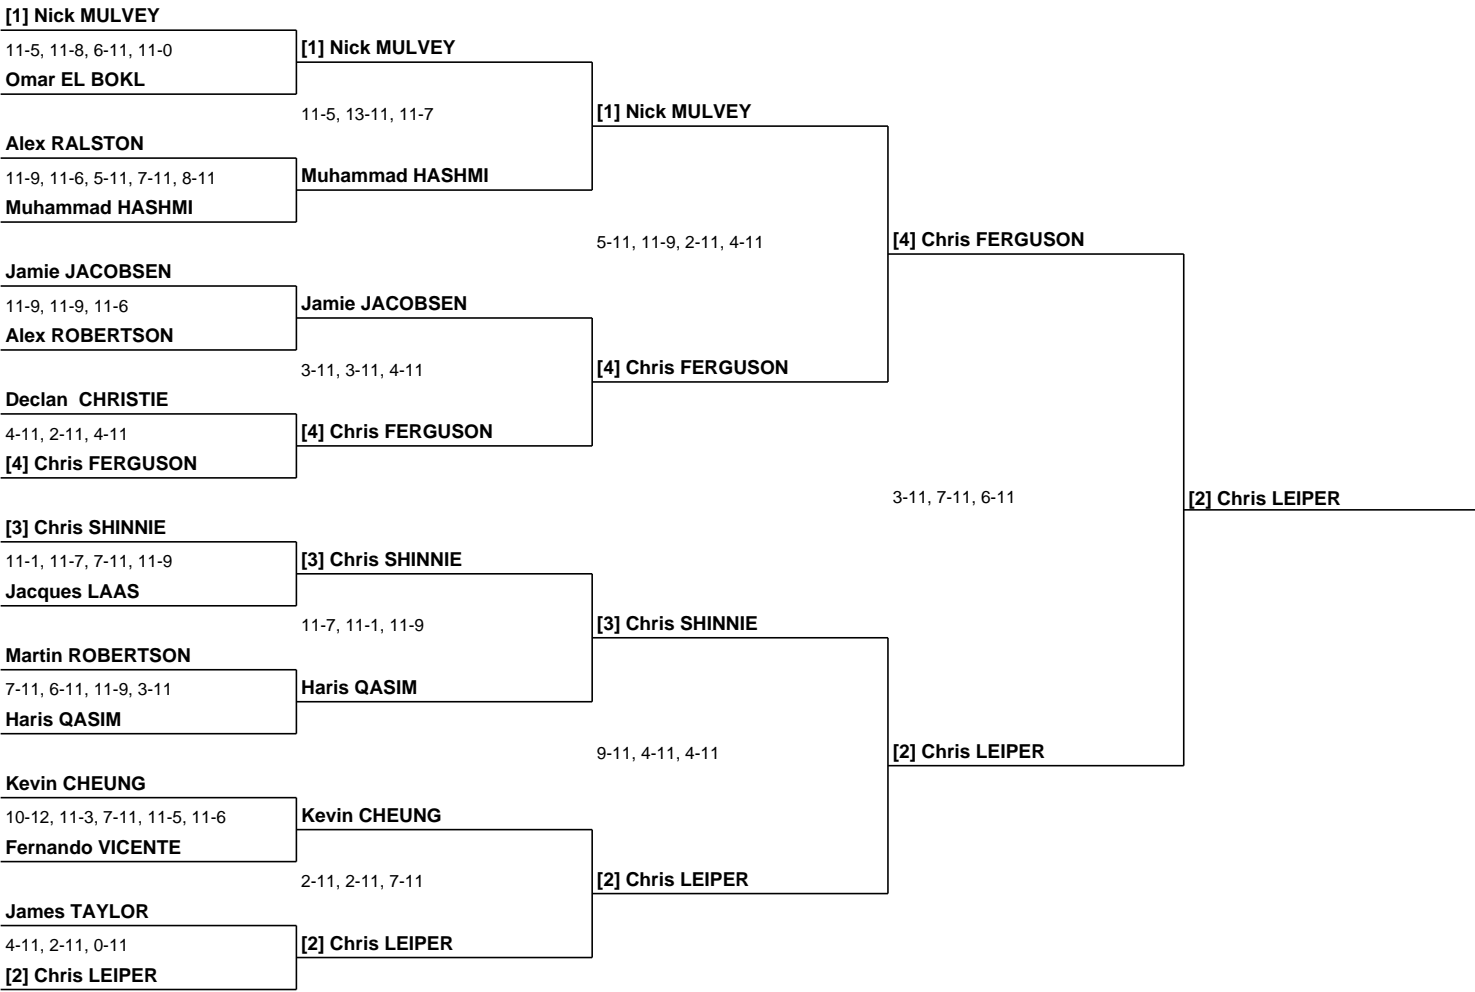 [1] Nick MULVEY
11-5, 11-8, 6-11, 11-0
Omar EL BOKL
Alex RALSTON
11-9, 11-6, 5-11, 7-11, 8-11
Muhammad HASHMI
Jamie JACOBSEN
11-9, 11-9, 11-6
Alex ROBERTSON
Declan  CHRISTIE
4-11, 2-11, 4-11
[4] Chris FERGUSON
[3] Chris SHINNIE
11-1, 11-7, 7-11, 11-9
Jacques LAAS
Martin ROBERTSON
7-11, 6-11, 11-9, 3-11
Haris QASIM
Kevin CHEUNG
10-12, 11-3, 7-11, 11-5, 11-6
Fernando VICENTE
James TAYLOR
4-11, 2-11, 0-11
[2] Chris LEIPER
[1] Nick MULVEY
11-5, 13-11, 11-7
Muhammad HASHMI
Jamie JACOBSEN
3-11, 3-11, 4-11
[4] Chris FERGUSON
[3] Chris SHINNIE
11-7, 11-1, 11-9
Haris QASIM
Kevin CHEUNG
2-11, 2-11, 7-11
[2] Chris LEIPER
[1] Nick MULVEY
5-11, 11-9, 2-11, 4-11
[4] Chris FERGUSON
[3] Chris SHINNIE
9-11, 4-11, 4-11
[2] Chris LEIPER
[4] Chris FERGUSON
3-11, 7-11, 6-11
[2] Chris LEIPER
[2] Chris LEIPER